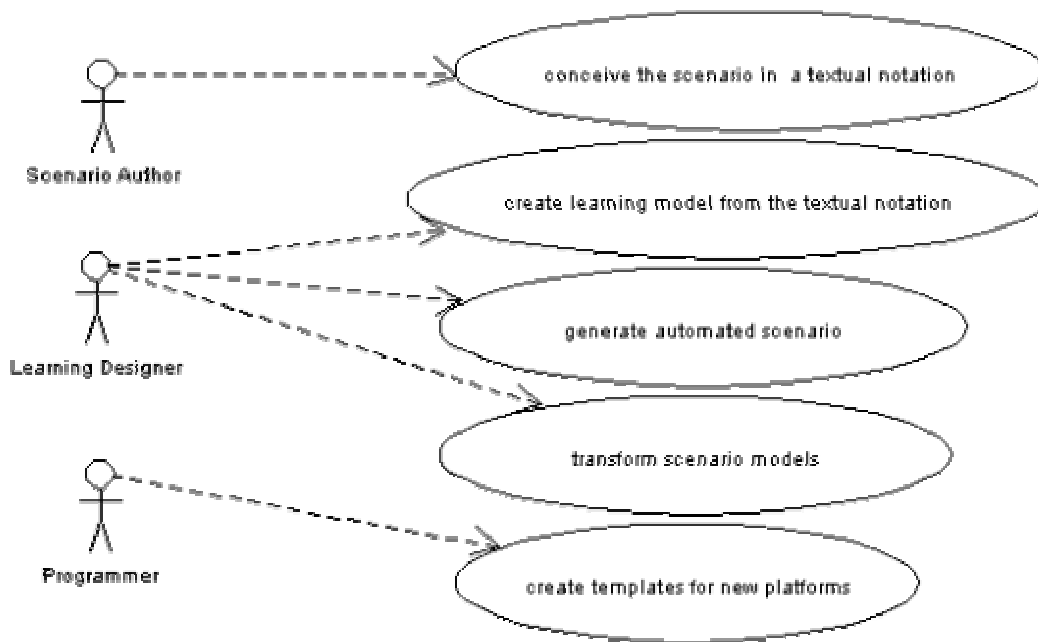 conceive the scenario in a textual notation
Scenario Author
create learning model from the textual notation
generate automated scenario
Learning Designer
transform scenario models
Programmer
create templates for new platforms